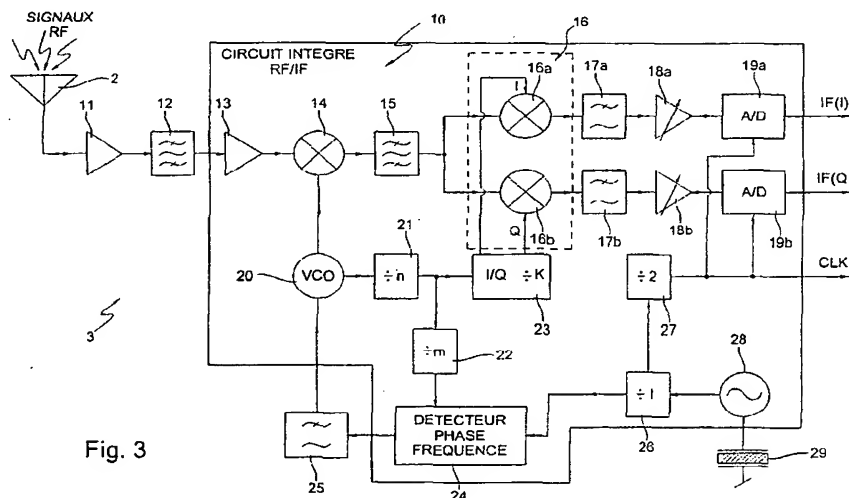 SIGNAUX
RF
2
CIRCUIT INTEGRE
RF/IF
10
16
11
12
13
14
15
I
16a
17a
18a
19a
A/D
IF(I)
Q
16b
17b
18b
A/D
19b
IF(Q
CLK
20
VCO
21
÷n
I/Q ÷K
23
÷2
27
28
3
÷m
22
÷ I
26
DETECTEUR
PHASE
FREQUENCE
24
25
29
Fig. 3